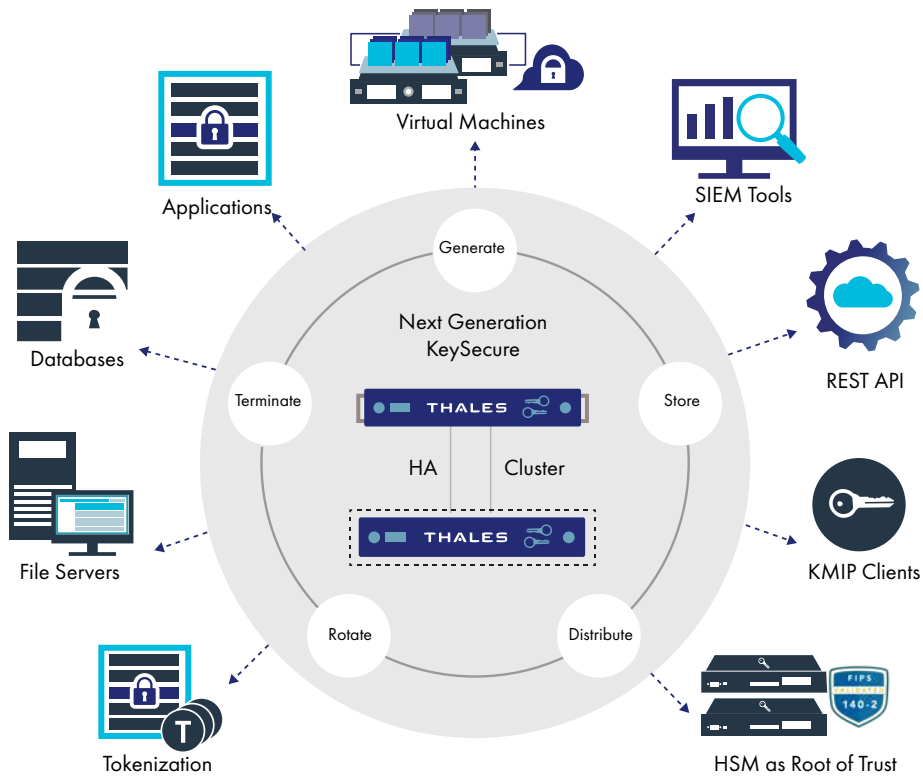 Virtual Machines
Applications
SIEM Tools
Generate
Next Generation
KeySecure
Databases
REST API
Terminate
THALES
Store
HA
Cluster
THALES
File Servers
KMIP Clients
Rotate
Distribute
FIPS
VALIDATED
140-2
T
Tokenization
HSM as Root of Trust